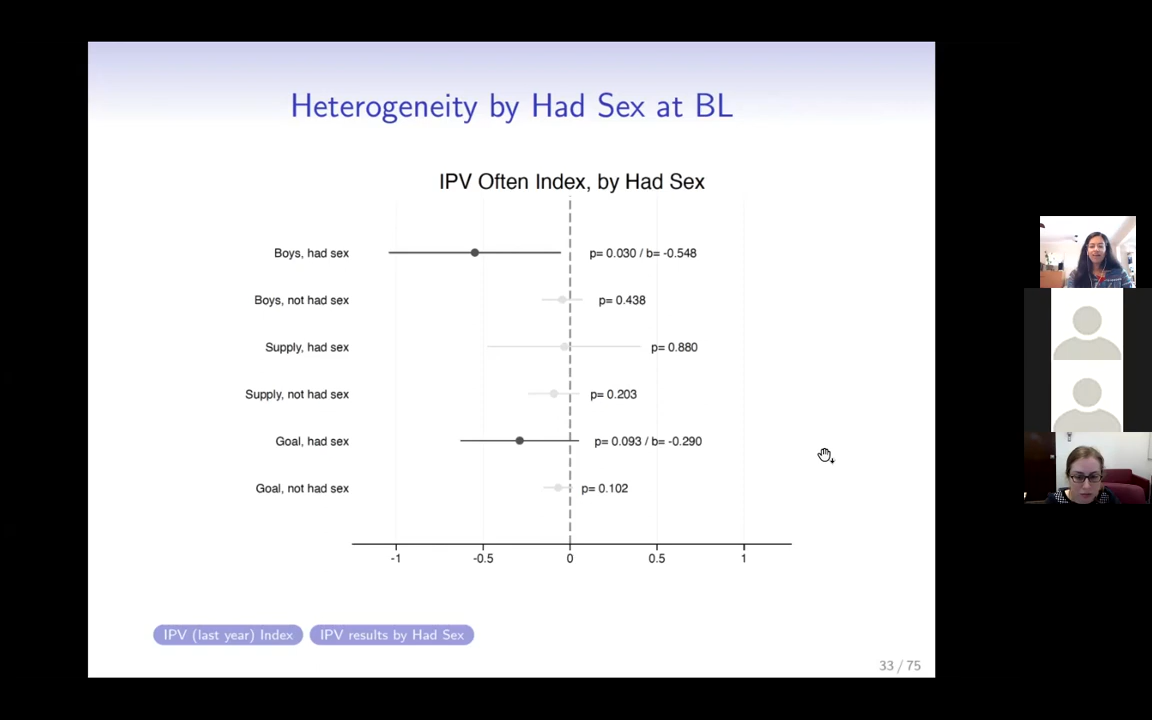 Heterogeneity by Had Sex at BL
IPV Often Index, by Had Sex
Boys, had sex p= 0.030 / b= -0.548
Boys, not had sex p= 0.438
Supply, had sex p= 0.880
Supply, not had sex p= 0.203
Goal, had sex p= 0.093 / b= -0.290
Goal, not had sex p= 0.102
-1 -0.5 0 0.5 1
IPV (last year) Index IPV results by Had Sex
33 / 75